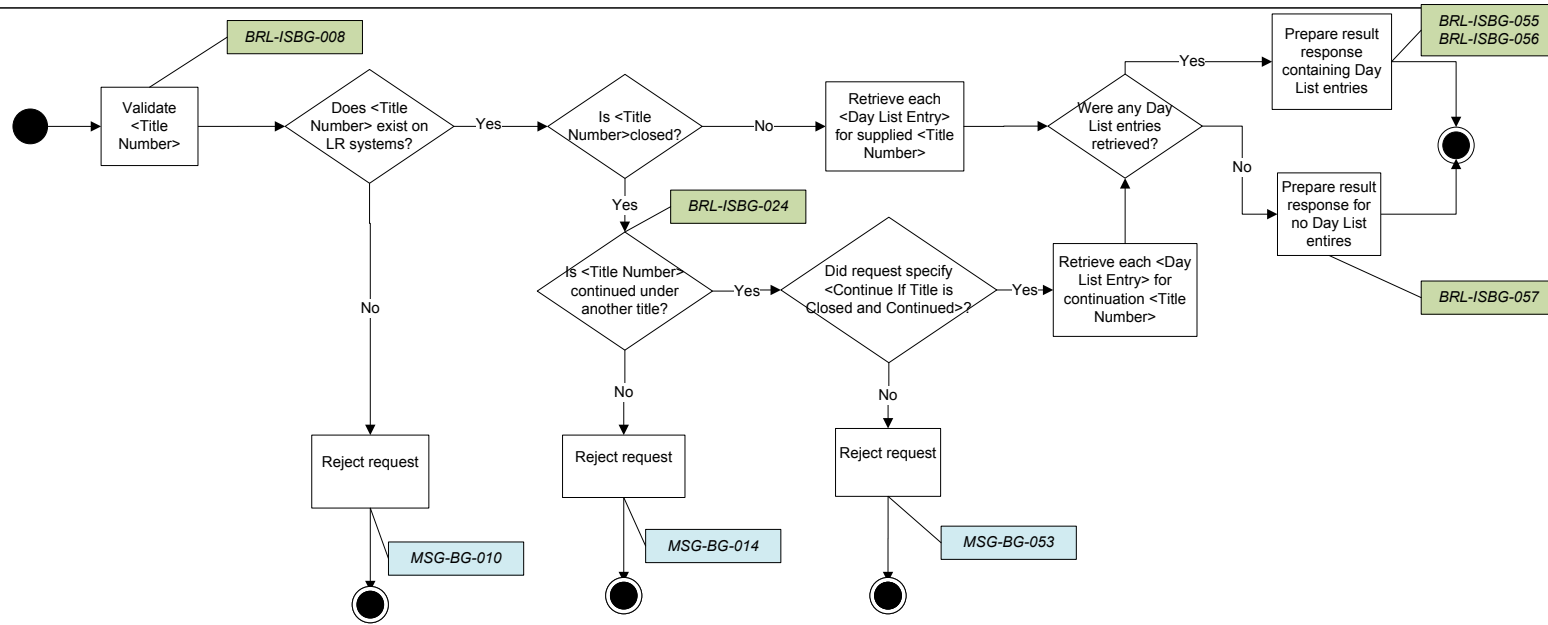 BRL-ISBG-008
Validate
<Title
Number>
Does <Title
Number> exist on
LR systems?
Yes
Is <Title
Number>closed?
No
Retrieve each
<Day List Entry>
for supplied <Title
Number>
Were any Day
List entries
retrieved?
Yes
Prepare result
response
containing Day
List entries
BRL-ISBG-055
BRL-ISBG-056
No
Prepare result
response for
no Day List
entires
BRL-ISBG-057
Yes
BRL-ISBG-024
Is <Title Number>
continued under
another title?
Yes
Did request specify
<Continue If Title is
Closed and Continued>?
Yes
Retrieve each <Day
List Entry> for
continuation <Title
Number>
No
No
No
Reject request
Reject request
Reject request
MSG-BG-010
MSG-BG-014
MSG-BG-053